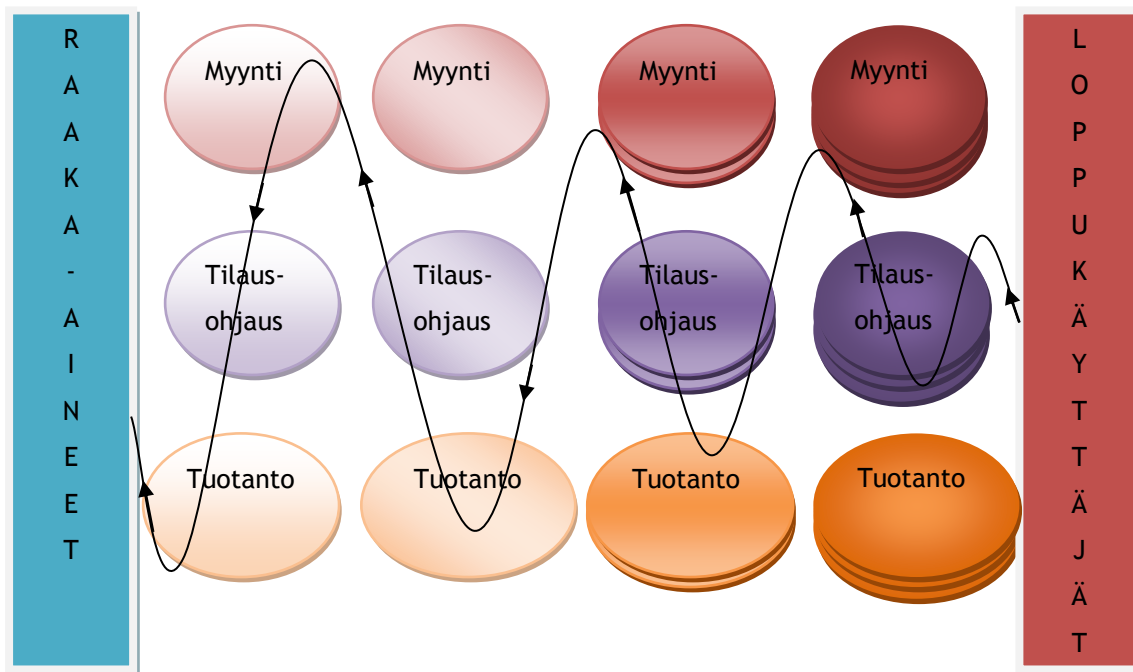 R
A
A
K
A
-
A
I
N
E
E
T
Myynti
Myynti
Myynti
Myynti
Tilaus-
ohjaus
Tilaus-
ohjaus
Tilaus-
ohjaus
Tilaus-
ohjaus
Tuotanto
Tuotanto
Tuotanto
Tuotanto
L
O
P
P
U
K
Ä
Y
T
T
Ä
J
Ä
T